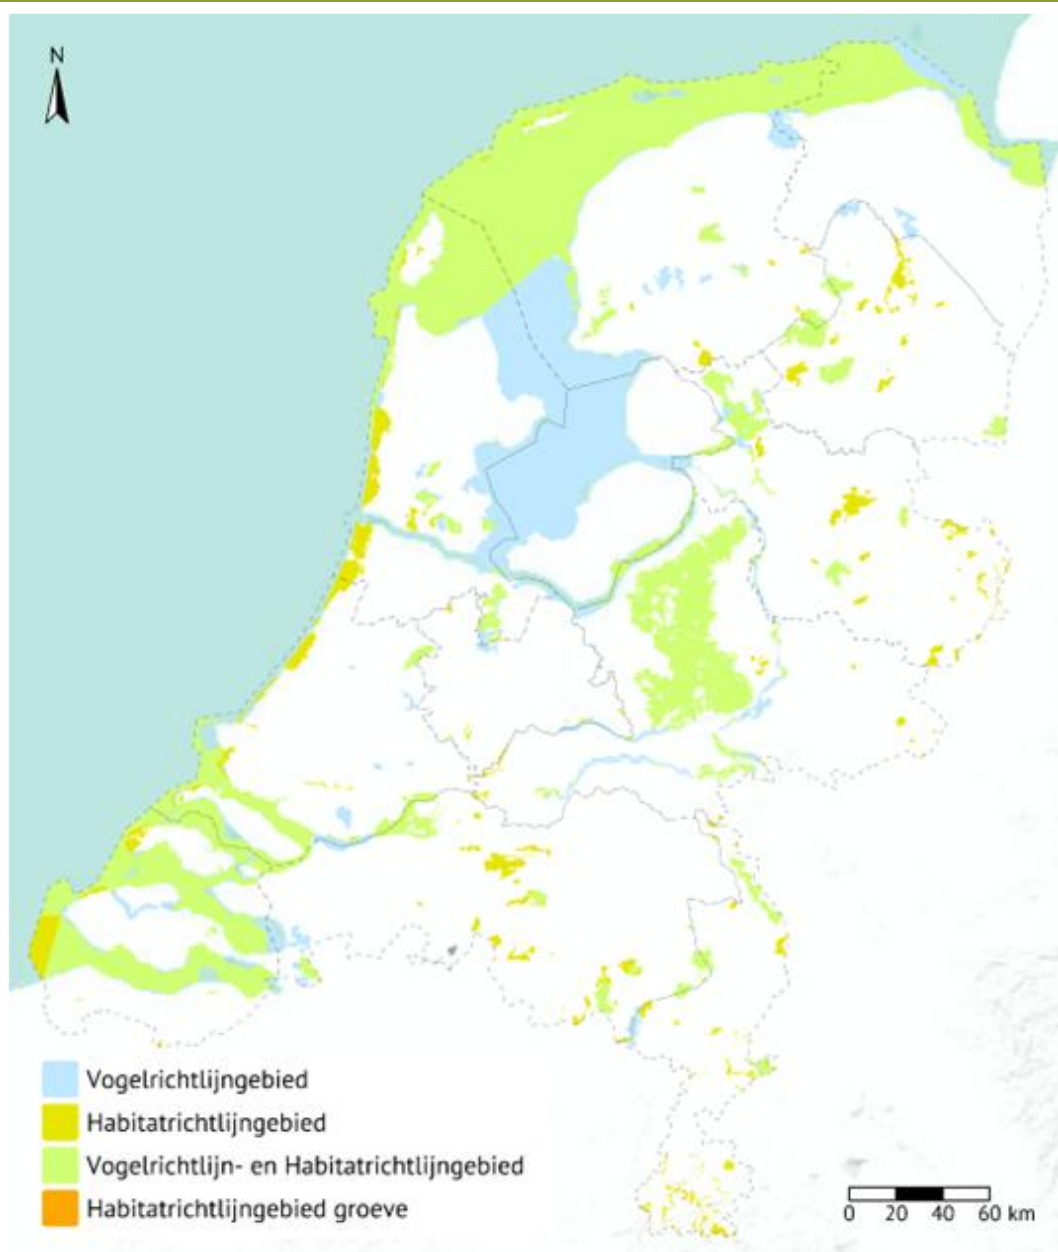 N
Vogelrichtlijngebied
Habitatrichtlijngebied
Vogelrichtlijn- en Habitatrichtlijngebied
Habitatrichtlijngebied groeve
0 20 40 60 km